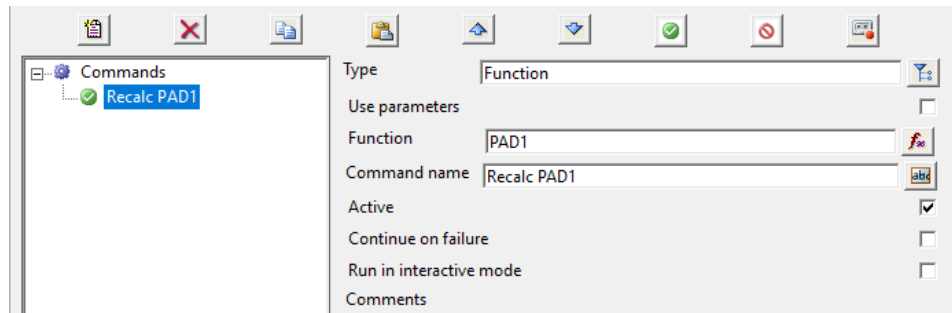 Commands
Recalc PAD1
Type
Function
Use parameters
Function
PAD1
Command name
Recalc PAD1
abc
Active
Continue on failure
Run in interactive mode
Comments